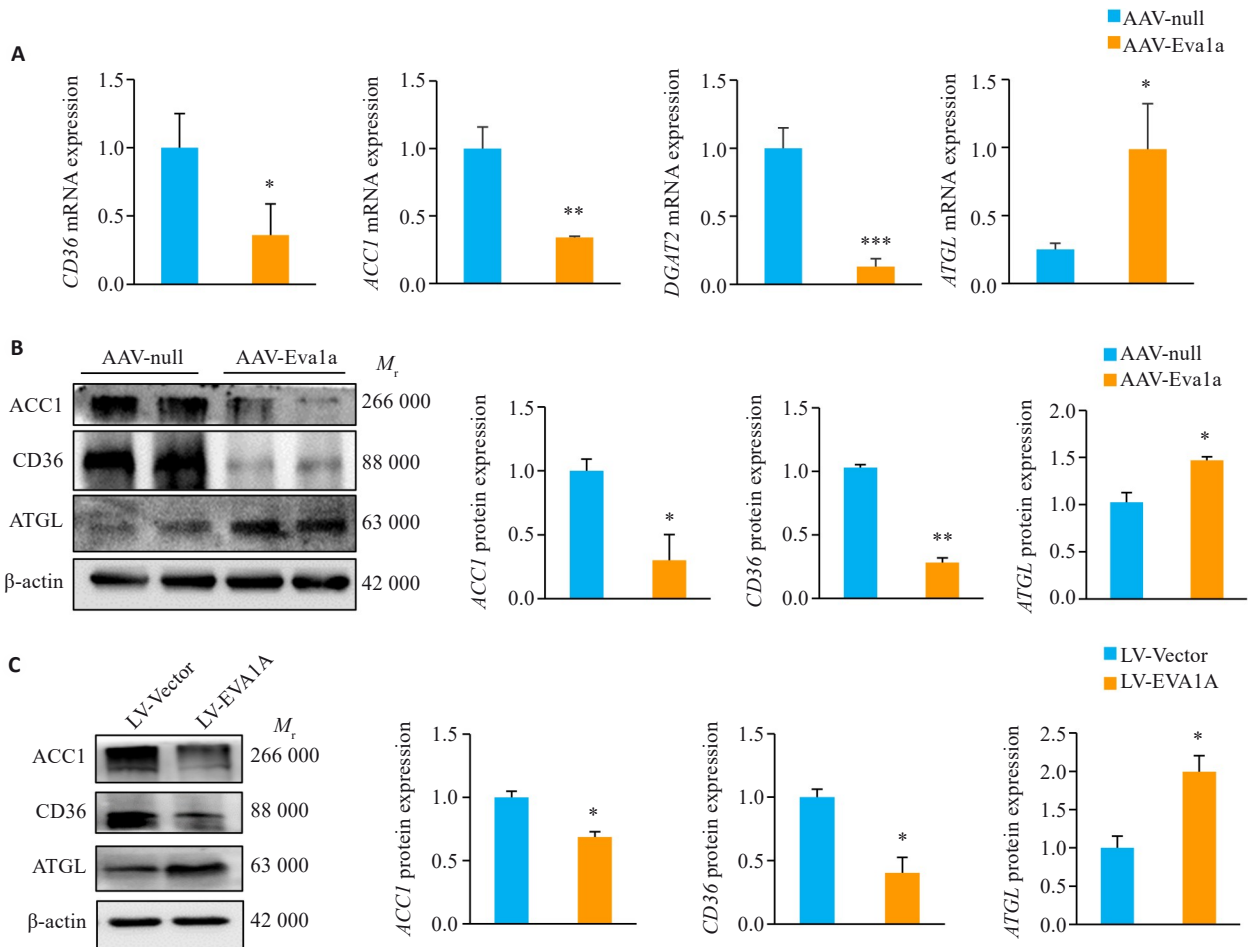 AAV-null
AAV-Eva1a
A
CD36 mRNA expression
1.5
1.0
0.5
0.0
*
ACC1 mRNA expression
1.5
1.0
0.5
0.0
**
DGAT2 mRNA expression
1.5
1.0
0.5
0.0
***
ATGL mRNA expression
1.5
1.0
0.5
0.0
*
B
AAV-null AAV-Eva1a Mr
ACC1 266 000
CD36 88 000
ATGL 63 000
β-actin 42 000
AAV-null
AAV-Eva1a
ACC1 protein expression
1.5
1.0
0.5
0.0
*
CD36 protein expression
1.5
1.0
0.5
0.0
**
ATGL protein expression
2.0
1.5
1.0
0.5
0.0
*
C
LV-Vector LV-EVA1A Mr
ACC1 266 000
CD36 88 000
ATGL 63 000
β-actin 42 000
LV-Vector
LV-EVA1A
ACC1 protein expression
1.5
1.0
0.5
0.0
*
CD36 protein expression
1.5
1.0
0.5
0.0
*
ATGL protein expression
2.5
2.0
1.5
1.0
0.5
0.0
*